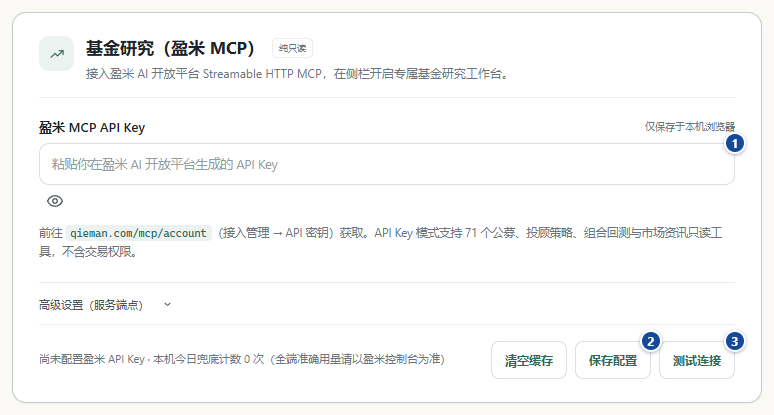 基金研究（盈米 MCP） 纯只读
接入盈米 AI 开放平台 Streamable HTTP MCP，在侧栏开启专属基金研究工作台。
盈米 MCP API Key 仅保存于本机浏览器
1
粘贴你在盈米 AI 开放平台生成的 API Key
前往 qieman.com/mcp/account（接入管理 → API 密钥）获取。API Key 模式支持 71 个公募、投顾策略、组合回测与市场资讯只读工
具，不含交易权限。
高级设置（服务端点）
2 3
尚未配置盈米 API Key · 本机今日兜底计数 0 次（全端准确用量请以盈米控制台为准） 清空缓存 保存配置 测试连接